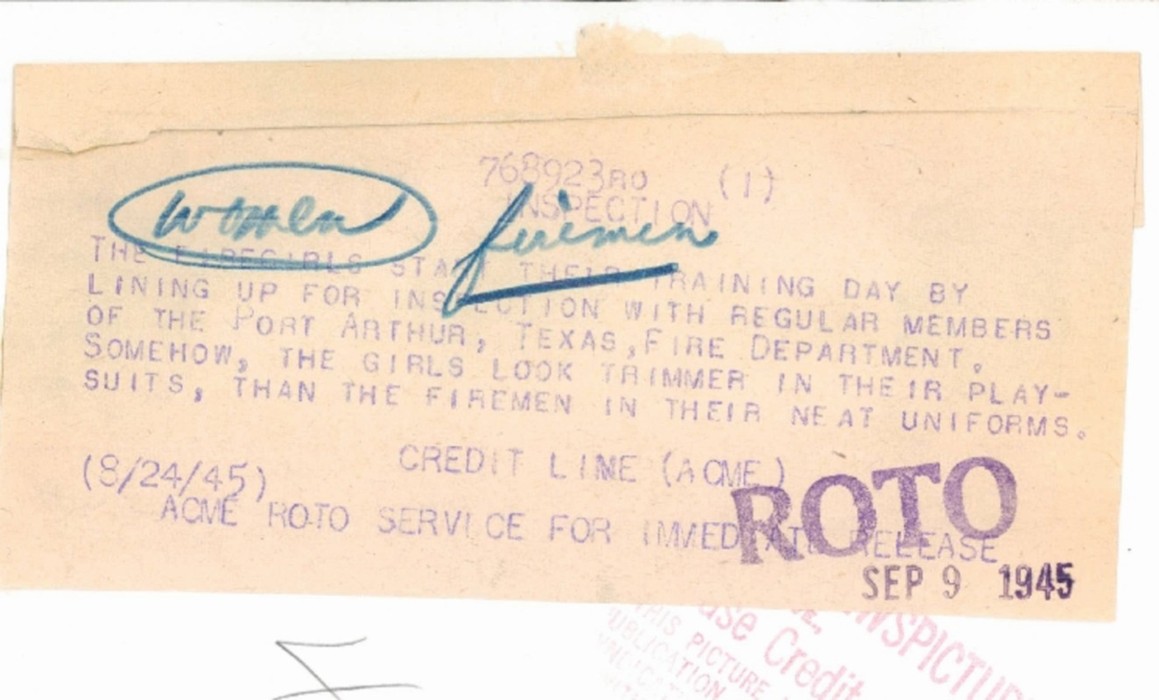 768923RO (1)
INSPECTION
women firemen
THE FIREGIRLS START THEIR TRAINING DAY BY
LINING UP FOR INSPECTION WITH REGULAR MEMBERS
OF THE PORT ARTHUR, TEXAS, FIRE DEPARTMENT.
SOMEHOW, THE GIRLS LOOK TRIMMER IN THEIR PLAY-
SUITS, THAN THE FIREMEN IN THEIR NEAT UNIFORMS.
CREDIT LINE (ACME)
(8/24/45)
ACME ROTO SERVICE FOR IMMEDIATE RELEASE
ROTO
SEP 9 1945
Credit
THIS PICTURE